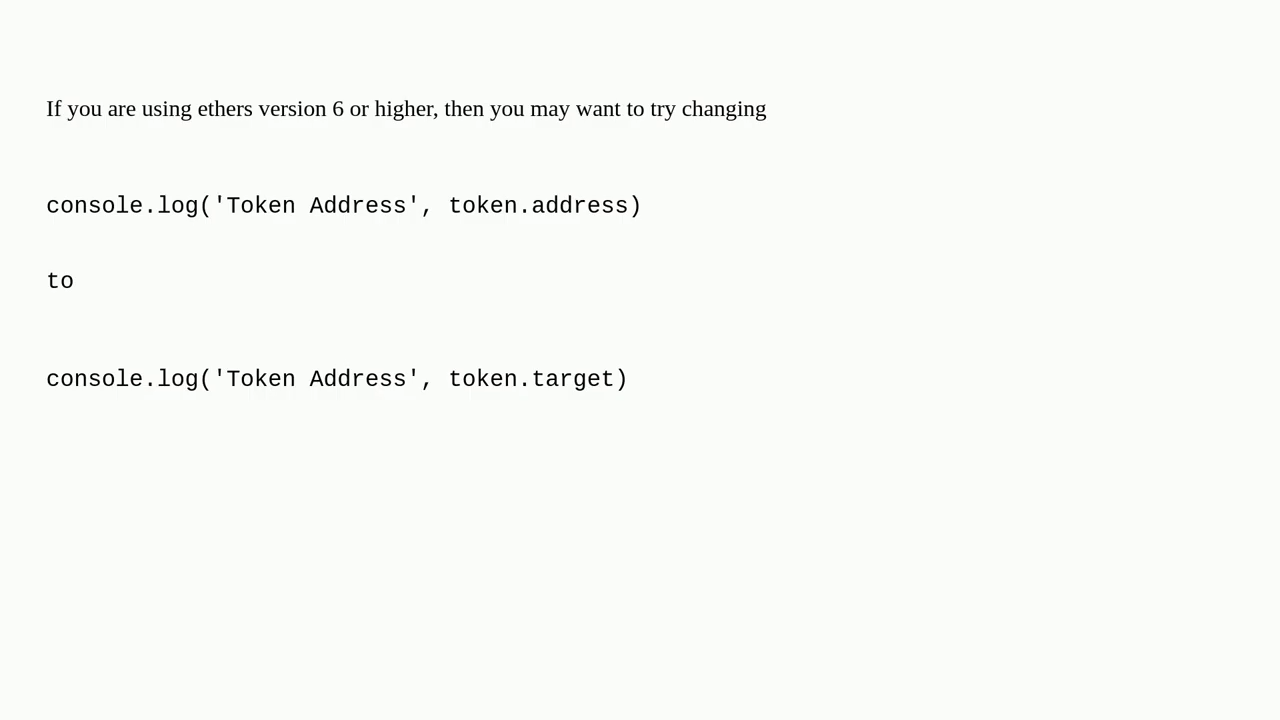 If you are using ethers version 6 or higher, then you may want to try changing
console.log('Token Address', token.address)
to
console.log('Token Address', token.target)